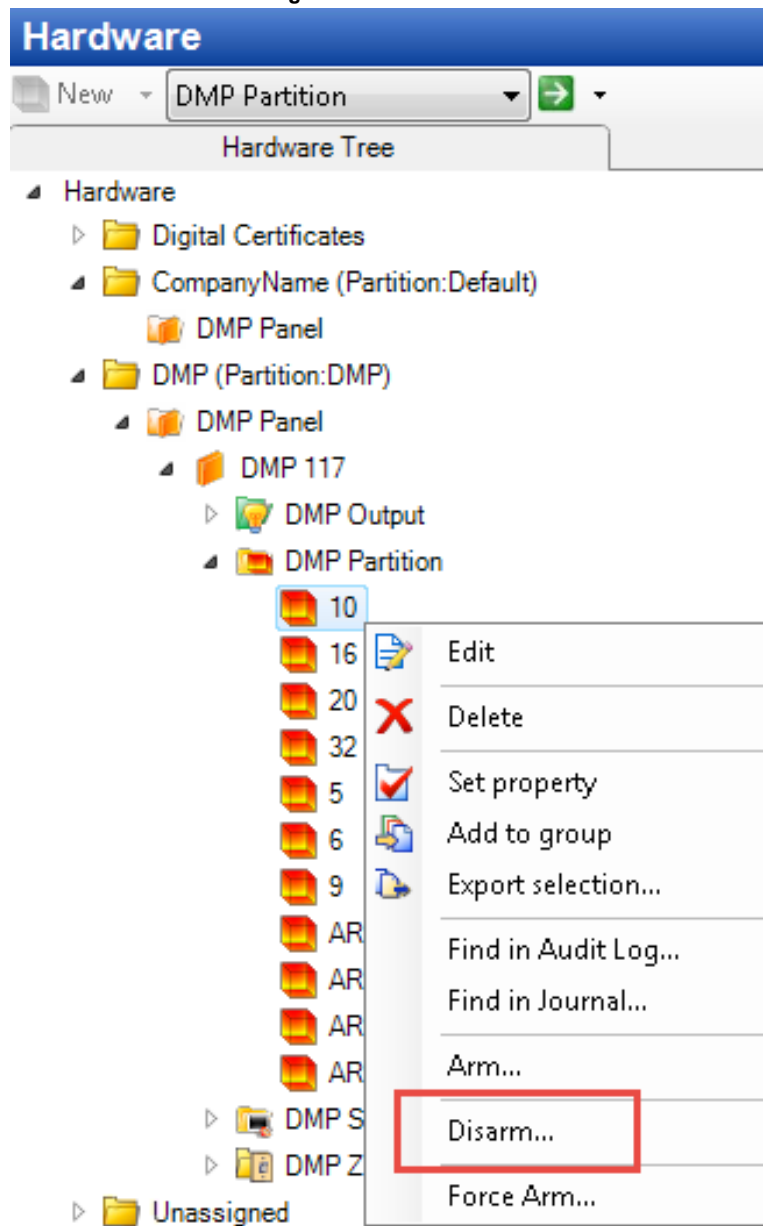 Hardware
New DMP Partition
Hardware Tree
Hardware
Digital Certificates
CompanyName (Partition:Default)
DMP Panel
DMP (Partition:DMP)
DMP Panel
DMP 117
DMP Output
DMP Partition
10
16
20
32
5
6
9
AR
AR
AR
AR
DMP S
DMP Z
Unassigned
Edit
Delete
Set property
Add to group
Export selection...
Find in Audit Log...
Find in Journal...
Arm...
Disarm...
Force Arm...